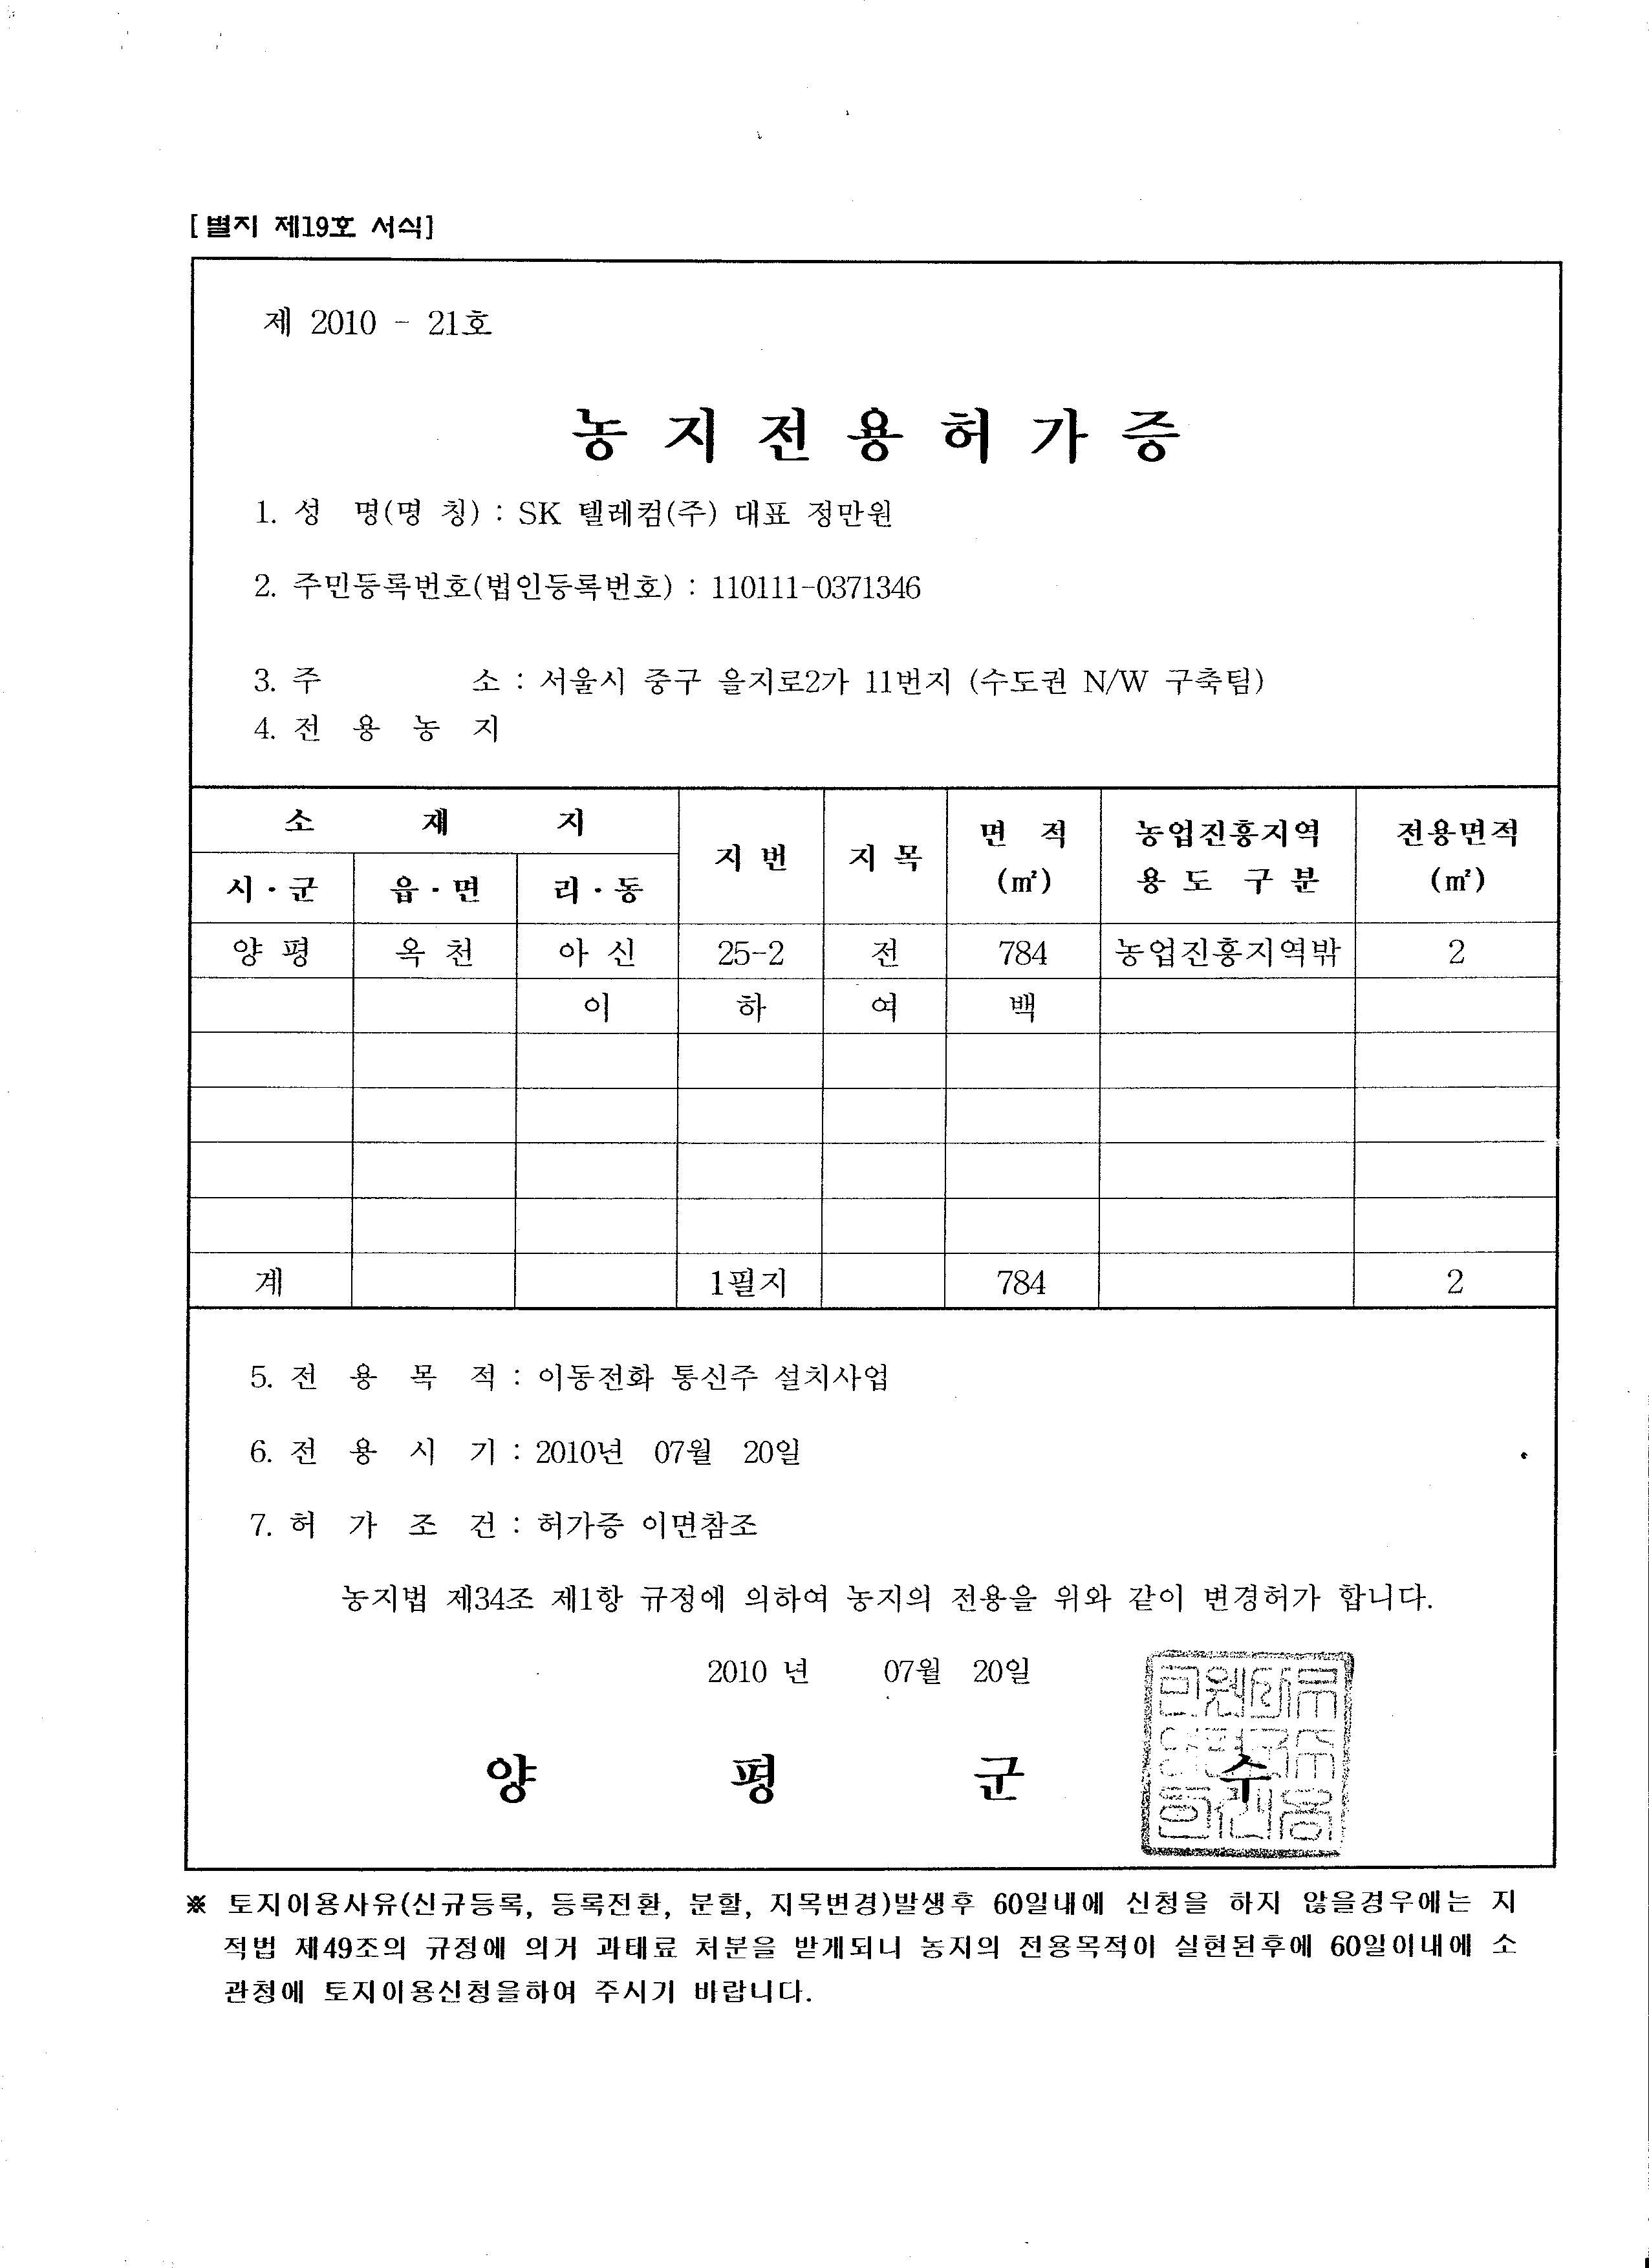 [별지 제19호 서식]
제 2010 - 21호
농 지 전 용 허 가 증
1. 성 명(명 칭) : SK 텔레컴(주) 대표 정만원
2. 주민등록번호(법인등록번호) : 110111-0371346
3. 주 소 : 서울시 중구 을지로2가 11번지 (수도권 N/W 구축팀)
4. 전 용 농 지
소 재 지 지 번 지 목 면 적 (㎡) 농업진흥지역 용 도 구 분 전용면적 (㎡)
시·군 읍·면 리·동
양 평 옥 천 아 신 25-2 전 784 농업진흥지역밖 2
이 하 여 백
계 1필지 784 2
5. 전 용 목 적 : 이동전화 통신주 설치사업
6. 전 용 시 기 : 2010년 07월 20일
7. 허 가 조 건 : 허가증 이면참조
농지법 제34조 제1항 규정에 의하여 농지의 전용을 위와 같이 변경허가 합니다.
2010 년 07월 20일
양 평 군 수
※ 토지이용사유(신규등록, 등록전환, 분할, 지목변경)발생후 60일내에 신청을 하지 않을경우에는 지
적법 제49조의 규정에 의거 과태료 처분을 받게되니 농지의 전용목적이 실현된후에 60일이내에 소
관청에 토지이용신청을하여 주시기 바랍니다.